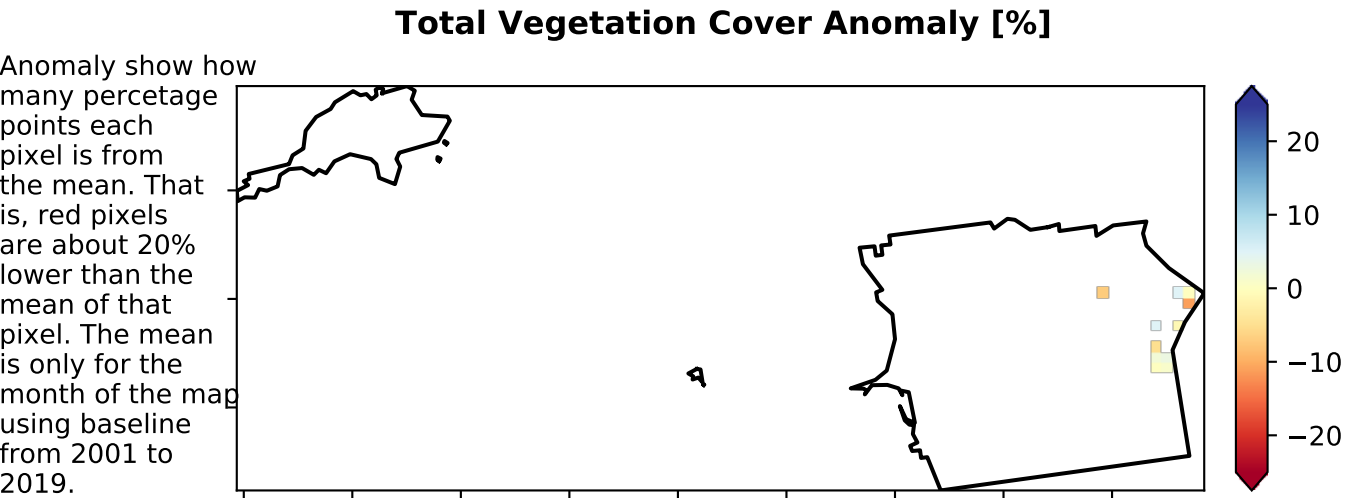 Total Vegetation Cover Anomaly [%]
Anomaly show how
many percetage
points each
pixel is from
the mean. That
is, red pixels
are about 20%
lower than the
mean of that
pixel. The mean
is only for the
month of the map
using baseline
from 2001 to
2019.
20
10
0
−10
−20